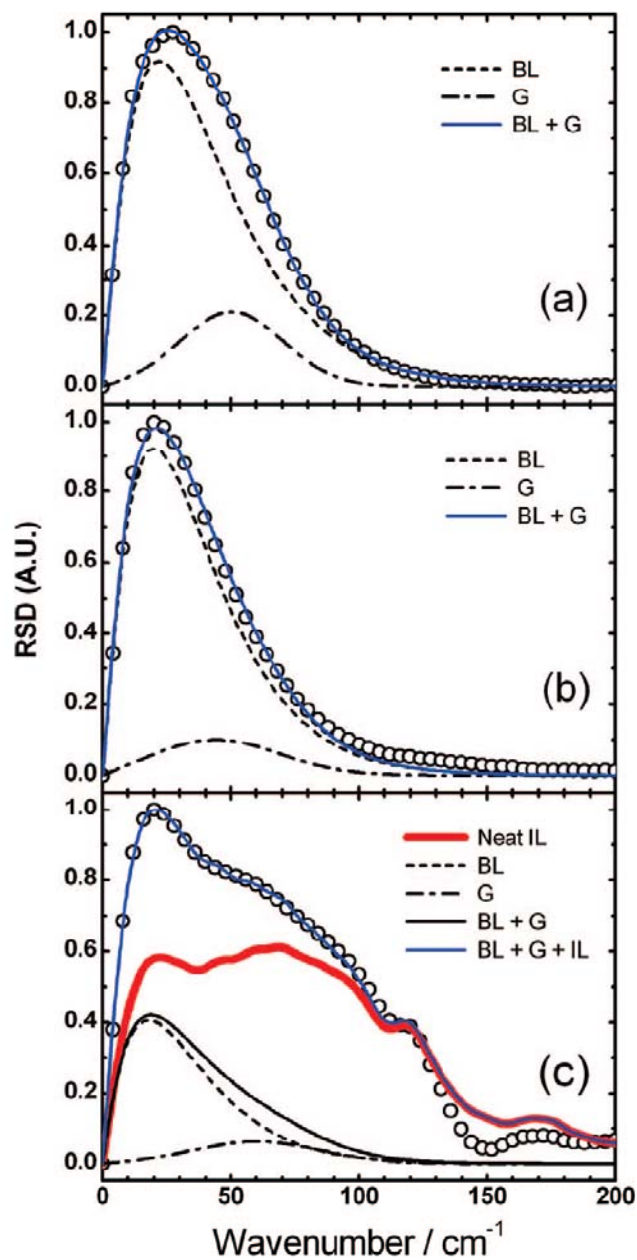 1.0
0.8
0.6
0.4
0.2
0.0
BL
G
BL + G
(a)
1.0
0.8
0.6
0.4
0.2
0.0
BL
G
BL + G
(b)
RSD (A.U.)
1.0
0.8
0.6
0.4
0.2
0.0
Neat IL
BL
G
BL + G
BL + G + IL
(c)
0 50 100 150 200
Wavenumber / cm⁻¹